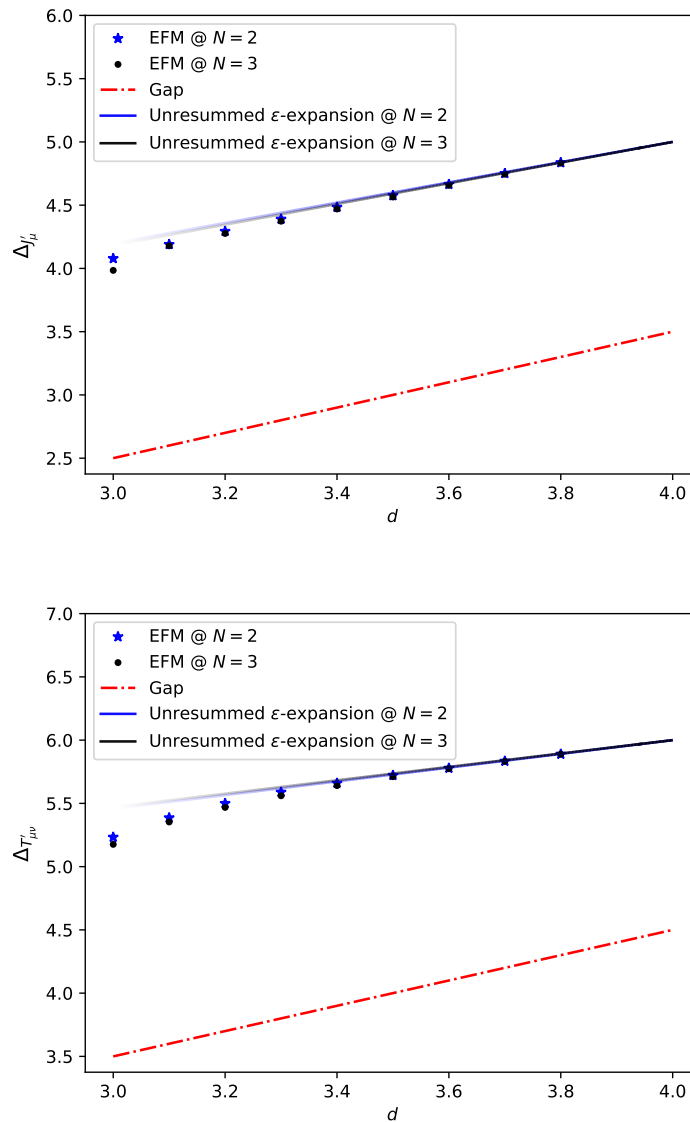 6.0
5.5
5.0
4.5
4.0
3.5
3.0
2.5
Δ_{J'_μ}
EFM @ N = 2
EFM @ N = 3
Gap
Unresummed ε-expansion @ N = 2
Unresummed ε-expansion @ N = 3
3.0 3.2 3.4 3.6 3.8 4.0
d
7.0
6.5
6.0
5.5
5.0
4.5
4.0
3.5
Δ_{T'_{μν}}
EFM @ N = 2
EFM @ N = 3
Gap
Unresummed ε-expansion @ N = 2
Unresummed ε-expansion @ N = 3
3.0 3.2 3.4 3.6 3.8 4.0
d